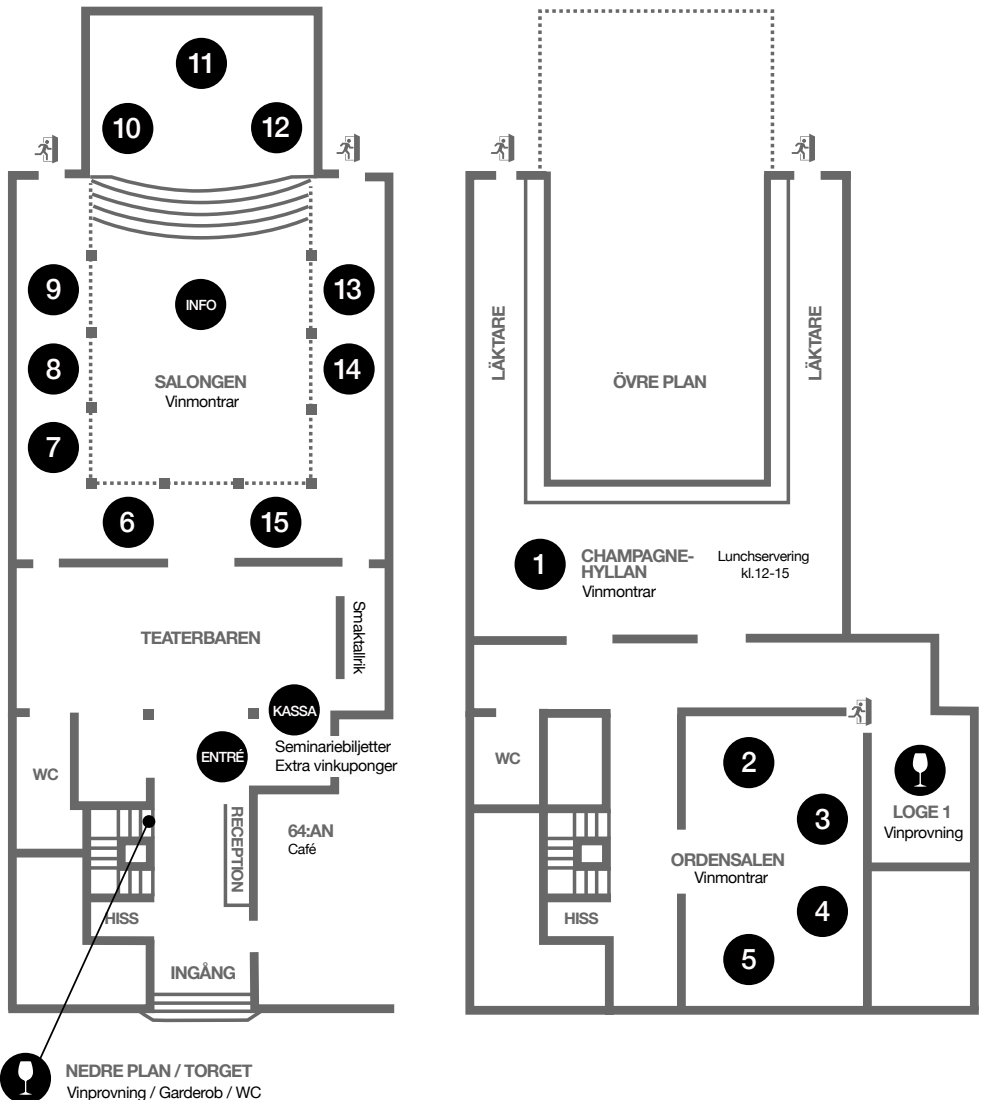 11
10
12
9
INFO
13
8
14
SALONGEN
Vinmontrar
7
6
15
TEATERBAREN
Smaktallrik
KASSA
Seminariebiljetter
Extra vinkuponger
ENTRÉ
WC
RECEPTION
64:AN
Café
HISS
INGÅNG
NEDRE PLAN / TORGET
Vinprovning / Garderob / WC
LÄKTARE
LÄKTARE
ÖVRE PLAN
1
CHAMPAGNE-
HYLLAN
Vinmontrar
Lunchservering
kl.12-15
WC
2
3
LOGE 1
Vinprovning
ORDENSALEN
Vinmontrar
4
HISS
5